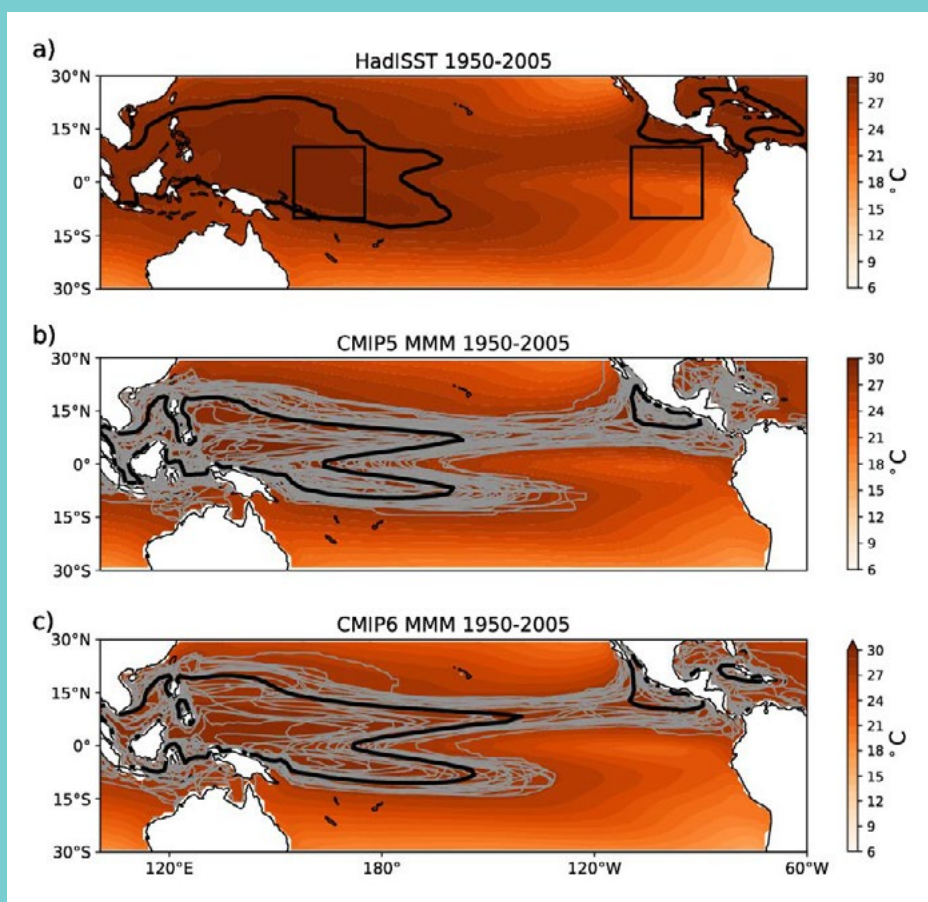 a)
HadISST 1950-2005
30°N
15°N
0°
15°S
30°S
30
27
24
21
18
15
12
9
6
°C
b)
CMIP5 MMM 1950-2005
30°N
15°N
0°
15°S
30°S
30
27
24
21
18
15
12
9
6
°C
c)
CMIP6 MMM 1950-2005
30°N
15°N
0°
15°S
30°S
120°E
180°
120°W
60°W
30
27
24
21
18
15
12
9
6
°C